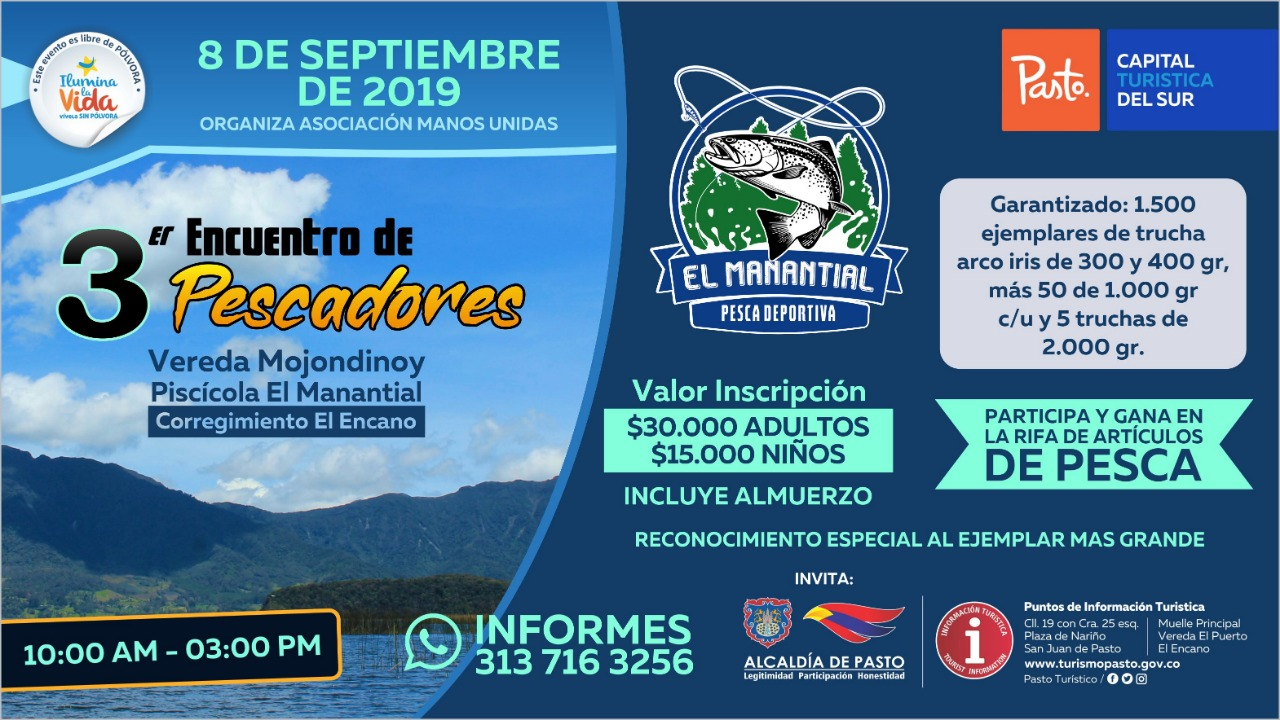 Este evento es libre de PÓLVORA
Ilumina
la
Vida
vívela SIN PÓLVORA
8 DE SEPTIEMBRE
DE 2019
ORGANIZA ASOCIACIÓN MANOS UNIDAS
3er Encuentro de
Pescadores
Vereda Mojondinoy
Piscícola El Manantial
Corregimiento El Encano
10:00 AM - 03:00 PM
INFORMES
313 716 3256
EL MANANTIAL
PESCA DEPORTIVA
Pasto.
CAPITAL
TURISTICA
DEL SUR
Garantizado: 1.500
ejemplares de trucha
arco iris de 300 y 400 gr,
más 50 de 1.000 gr
c/u y 5 truchas de
2.000 gr.
Valor Inscripción
$30.000 ADULTOS
$15.000 NIÑOS
INCLUYE ALMUERZO
PARTICIPA Y GANA EN
LA RIFA DE ARTÍCULOS
DE PESCA
RECONOCIMIENTO ESPECIAL AL EJEMPLAR MAS GRANDE
INVITA:
ALCALDÍA DE PASTO
Legitimidad Participación Honestidad
INFORMACIÓN TURÍSTICA
i
TOURIST INFORMATION
Puntos de Información Turistica
Cll. 19 con Cra. 25 esq.
Plaza de Nariño
San Juan de Pasto
Muelle Principal
Vereda El Puerto
El Encano
www.turismopasto.gov.co
Pasto Turístico /